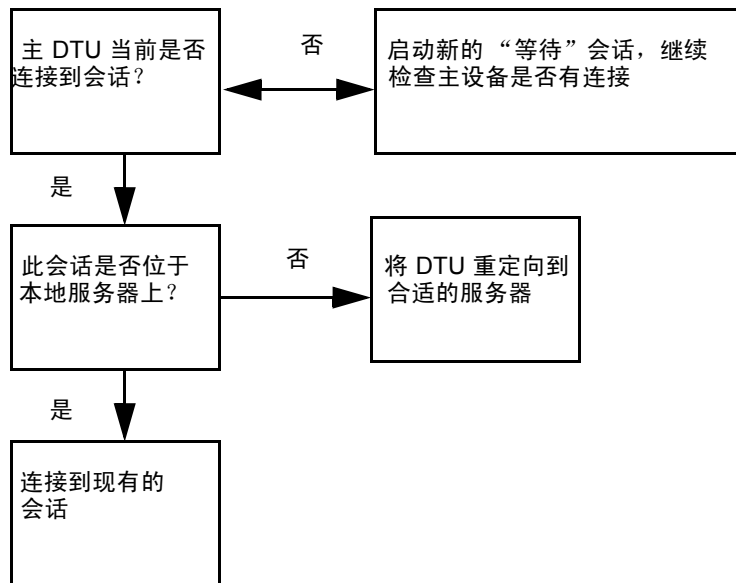 主 DTU 当前是否
连接到会话？
否
启动新的 “等待”会话，继续
检查主设备是否有连接
是
此会话是否位于
本地服务器上？
否
将 DTU 重定向到
合适的服务器
是
连接到现有的
会话